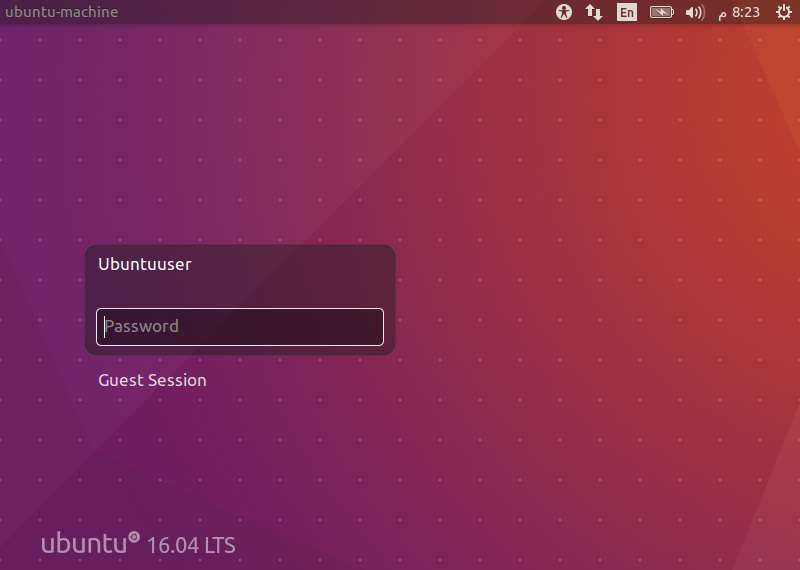 ubuntu-machine
En
8:23 م
Ubuntuuser
Password
Guest Session
ubuntu 16.04 LTS